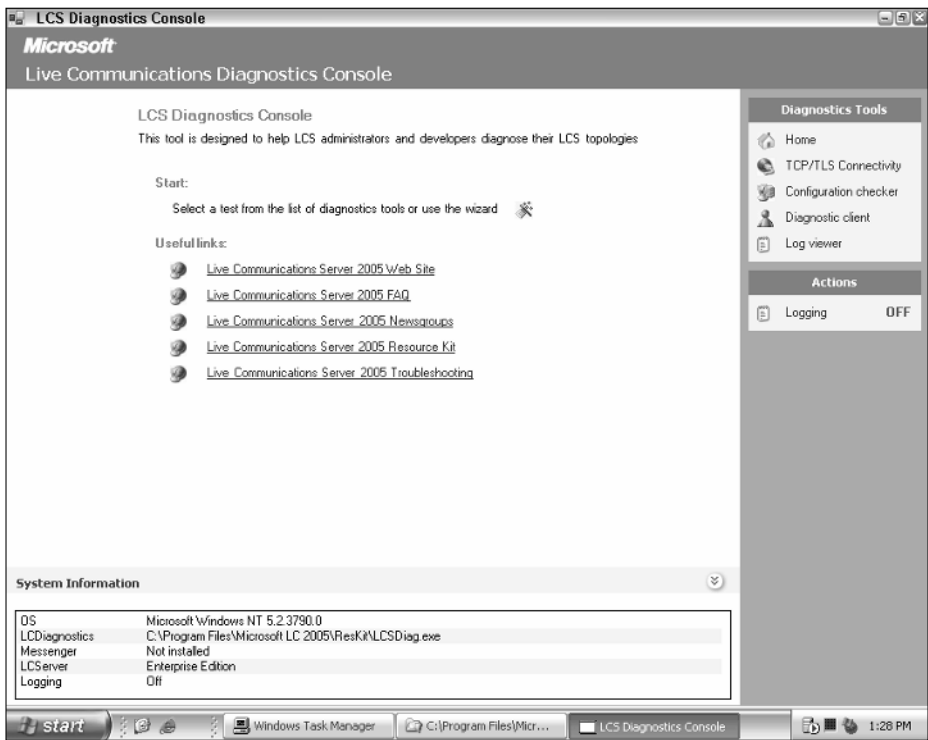 LCS Diagnostics Console
Microsoft
Live Communications Diagnostics Console
LCS Diagnostics Console
This tool is designed to help LCS administrators and developers diagnose their LCS topologies
Start:
Select a test from the list of diagnostics tools or use the wizard
Useful links:
Live Communications Server 2005 Web Site
Live Communications Server 2005 FAQ
Live Communications Server 2005 Newsgroups
Live Communications Server 2005 Resource Kit
Live Communications Server 2005 Troubleshooting
Diagnostics Tools
Home
TCP/TLS Connectivity
Configuration checker
Diagnostic client
Log viewer
Actions
Logging OFF
System Information
OS Microsoft Windows NT 5.2.3790.0
LCDiagnostics C:\Program Files\Microsoft LC 2005\ResKit\LCSDiag.exe
Messenger Not installed
LCServer Enterprise Edition
Logging Off
start Windows Task Manager C:\Program Files\Micr... LCS Diagnostics Console 1:28 PM